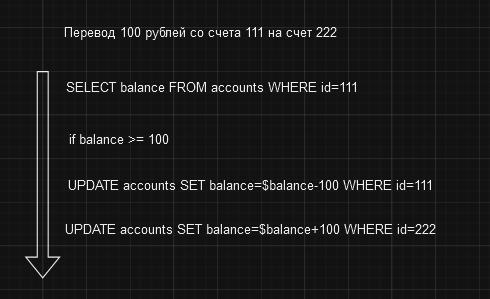 Перевод 100 рублей со счета 111 на счет 222
SELECT balance FROM accounts WHERE id=111
if balance >= 100
UPDATE accounts SET balance=$balance-100 WHERE id=111
UPDATE accounts SET balance=$balance+100 WHERE id=222